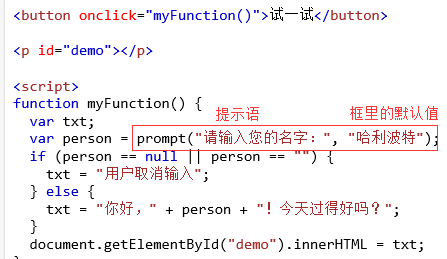 <button onclick="myFunction()">试一试</button>
<p id="demo"></p>
<script>
function myFunction() {
提示语 框里的默认值
var txt;
var person = prompt("请输入您的名字：", "哈利波特");
if (person == null || person == "") {
txt = "用户取消输入";
} else {
txt = "你好，" + person + "！今天过得好吗？";
}
document.getElementById("demo").innerHTML = txt;